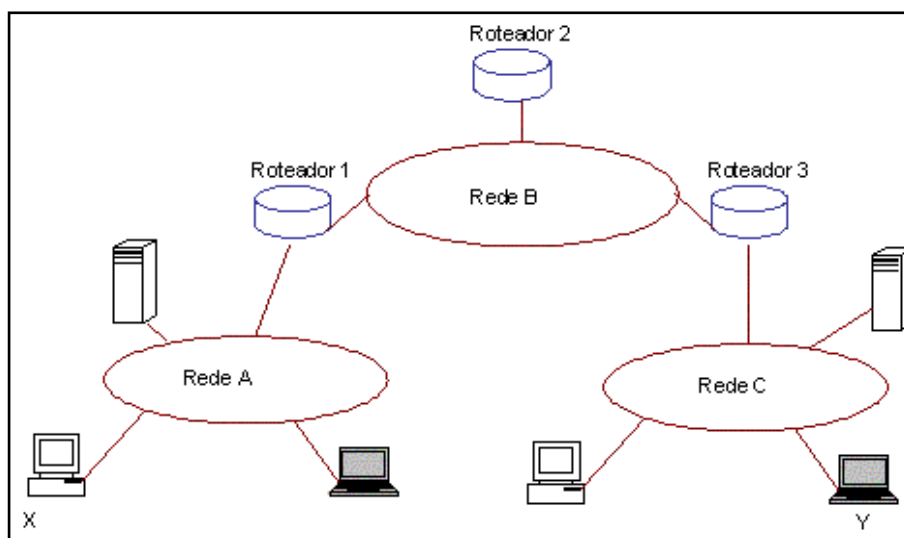 Roteador 2
Roteador 1
Roteador 3
Rede B
Rede A
Rede C
X
Y